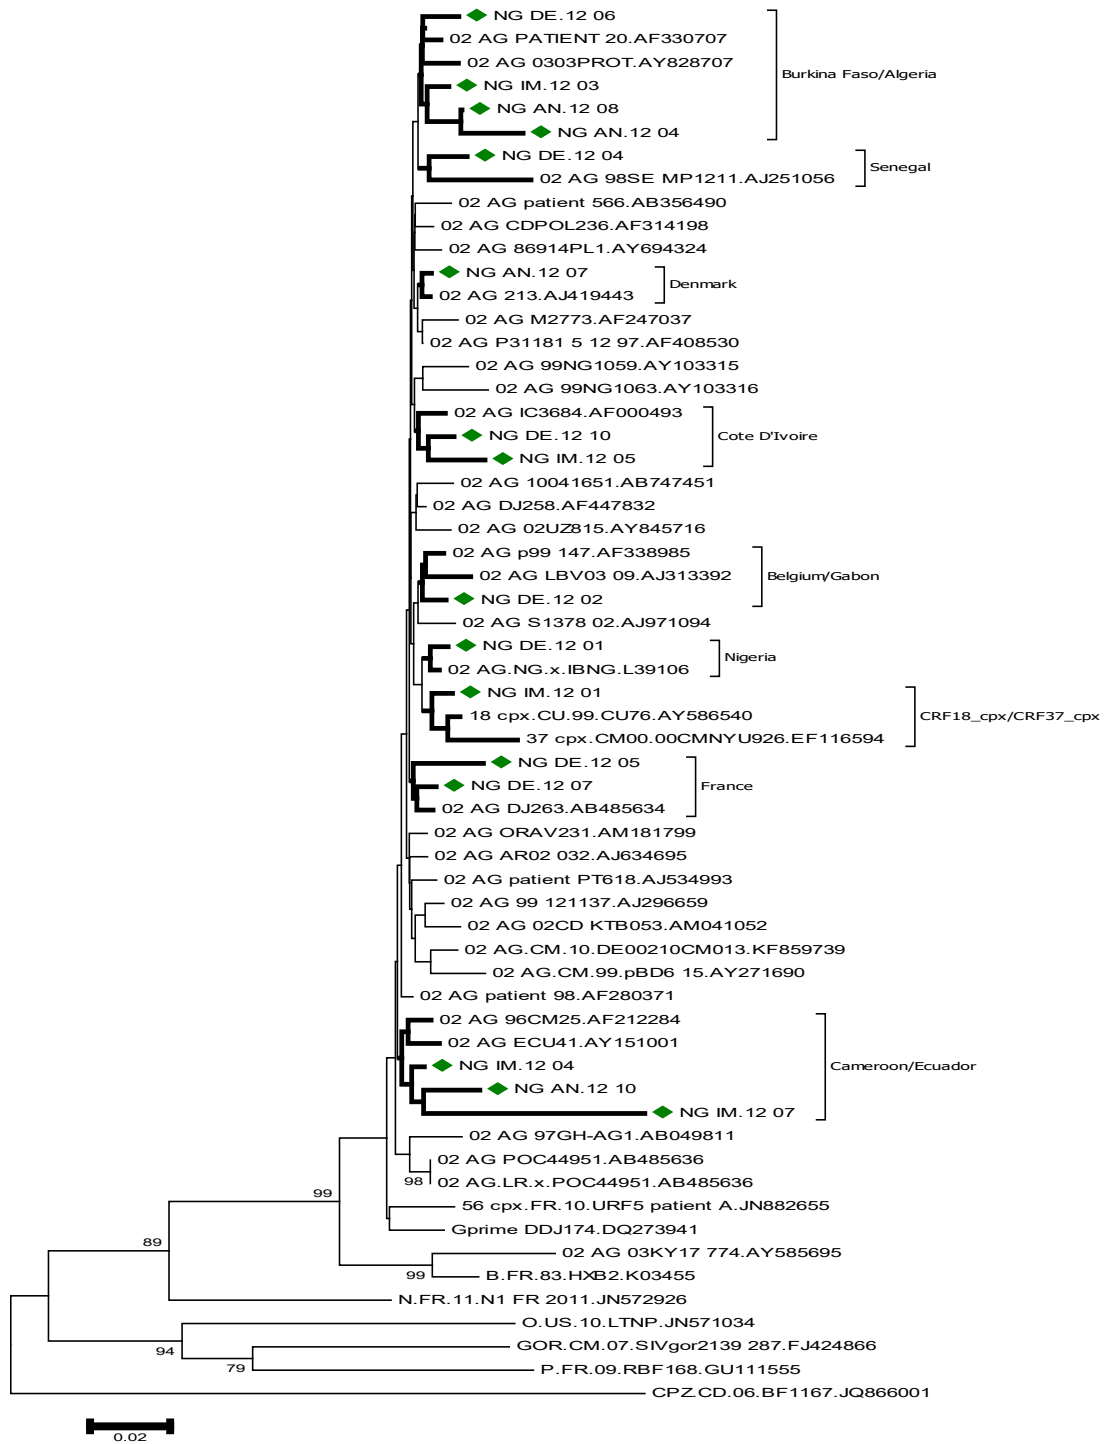 NG DE.12 06
02 AG PATIENT 20.AF330707
02 AG 0303PROT.AY828707
Burkina Faso/Algeria
NG IM.12 03
NG AN.12 08
NG AN.12 04
NG DE.12 04
Senegal
02 AG 98SE MP1211.AJ251056
02 AG patient 566.AB356490
02 AG CDPOL236.AF314198
02 AG 86914PL1.AY694324
NG AN.12 07
Denmark
02 AG 213.AJ419443
02 AG M2773.AF247037
02 AG P31181 5 12 97.AF408530
02 AG 99NG1059.AY103315
02 AG 99NG1063.AY103316
02 AG IC3684.AF000493
NG DE.12 10
Cote D'Ivoire
NG IM.12 05
02 AG 10041651.AB747451
02 AG DJ258.AF447832
02 AG 02UZ815.AY845716
02 AG p99 147.AF338985
02 AG LBV03 09.AJ313392
Belgium/Gabon
NG DE.12 02
02 AG S1378 02.AJ971094
NG DE.12 01
Nigeria
02 AG.NG.x.IBNG.L39106
NG IM.12 01
18 cpx.CU.99.CU76.AY586540
CRF18_cpx/CRF37_cpx
37 cpx.CM00.00CMNYU926.EF116594
NG DE.12 05
NG DE.12 07
France
02 AG DJ263.AB485634
02 AG ORAV231.AM181799
02 AG AR02 032.AJ634695
02 AG patient PT618.AJ534993
02 AG 99 121137.AJ296659
02 AG 02CD KTB053.AM041052
02 AG.CM.10.DE00210CM013.KF859739
02 AG.CM.99.pBD6 15.AY271690
02 AG patient 98.AF280371
02 AG 96CM25.AF212284
02 AG ECU41.AY151001
NG IM.12 04
Cameroon/Ecuador
NG AN.12 10
NG IM.12 07
02 AG 97GH-AG1.AB049811
02 AG POC44951.AB485636
98
02 AG.LR.x.POC44951.AB485636
99
56 cpx.FR.10.URF5 patient A.JN882655
Gprime DDJ174.DQ273941
89
02 AG 03KY17 774.AY585695
99
B.FR.83.HXB2.K03455
N.FR.11.N1 FR 2011.JN572926
O.US.10.LTNP.JN571034
94
GOR.CM.07.SIVgor2139 287.FJ424866
79
P.FR.09.RBF168.GU111555
CPZ.CD.06.BF1167.JQ866001
0.02